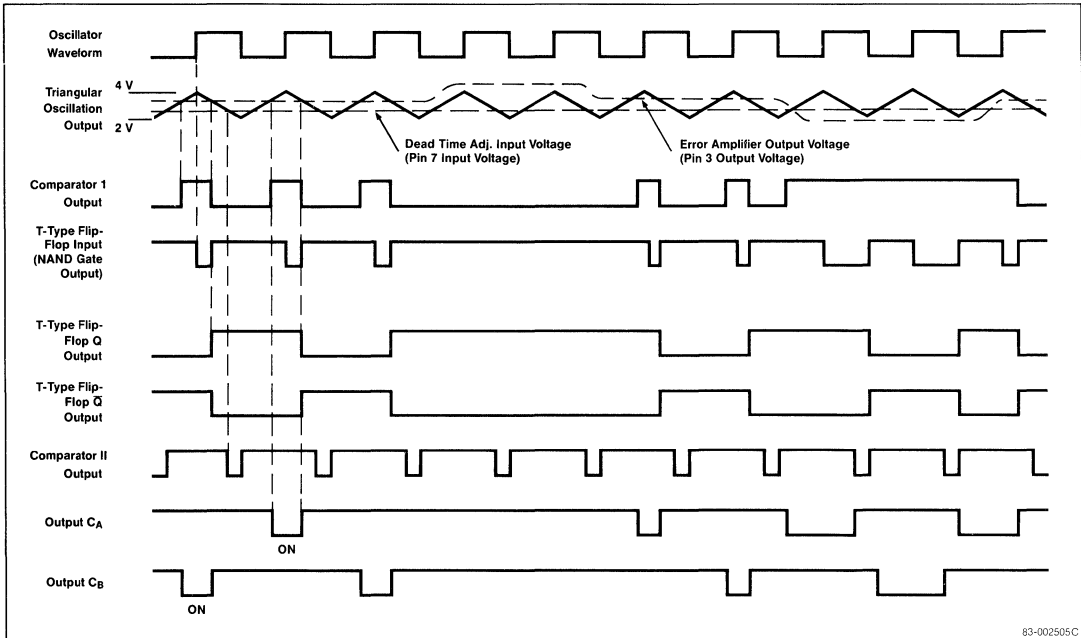 Oscillator
Waveform
Triangular
Oscillation
Output
4 V
2 V
Dead Time Adj. Input Voltage
(Pin 7 Input Voltage)
Error Amplifier Output Voltage
(Pin 3 Output Voltage)
Comparator 1
Output
T-Type Flip-
Flop Input
(NAND Gate
Output)
T-Type Flip-
Flop Q
Output
T-Type Flip-
Flop Q̅
Output
Comparator II
Output
Output CA
ON
Output CB
ON
83-002505C